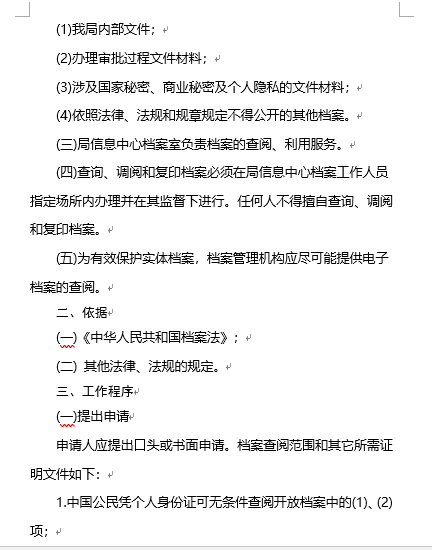 (1)我局内部文件；
(2)办理审批过程文件材料；
(3)涉及国家秘密、商业秘密及个人隐私的文件材料；
(4)依照法律、法规和规章规定不得公开的其他档案。
(三)局信息中心档案室负责档案的查阅、利用服务。
(四)查询、调阅和复印档案必须在局信息中心档案工作人员
指定场所内办理并在其监督下进行。任何人不得擅自查询、调阅
和复印档案。
(五)为有效保护实体档案，档案管理机构应尽可能提供电子
档案的查阅。
二、依据
(一)《中华人民共和国档案法》；
(二) 其他法律、法规的规定。
三、工作程序
(一)提出申请
申请人应提出口头或书面申请。档案查阅范围和其它所需证
明文件如下：
1.中国公民凭个人身份证可无条件查阅开放档案中的(1)、(2)
项；